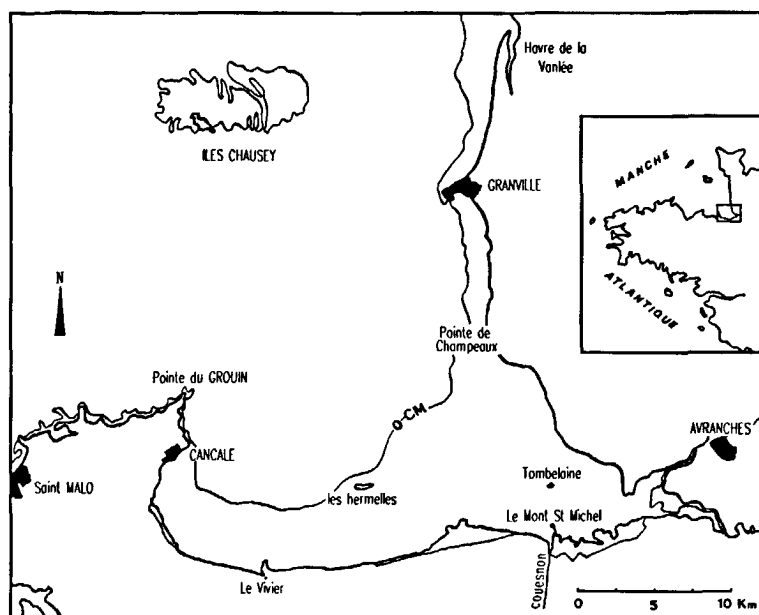 Havre de la
Vanlée
ILES CHAUSEY
GRANVILLE
MANCHE
ATLANTIQUE
N
Pointe de
Champeaux
Pointe du GROUIN
O-CM
AVRANCHES
CANCALE
Saint MALO
les hermelles
Tombelaine
Le Mont St Michel
Le Vivier
COUESNON
0 5 10 Km